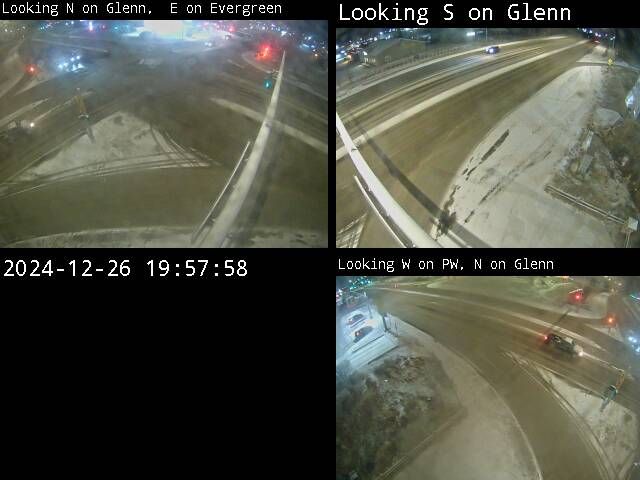 Looking N on Glenn, E on Evergreen
Looking S on Glenn
2024-12-26 19:57:58
Looking W on PW, N on Glenn